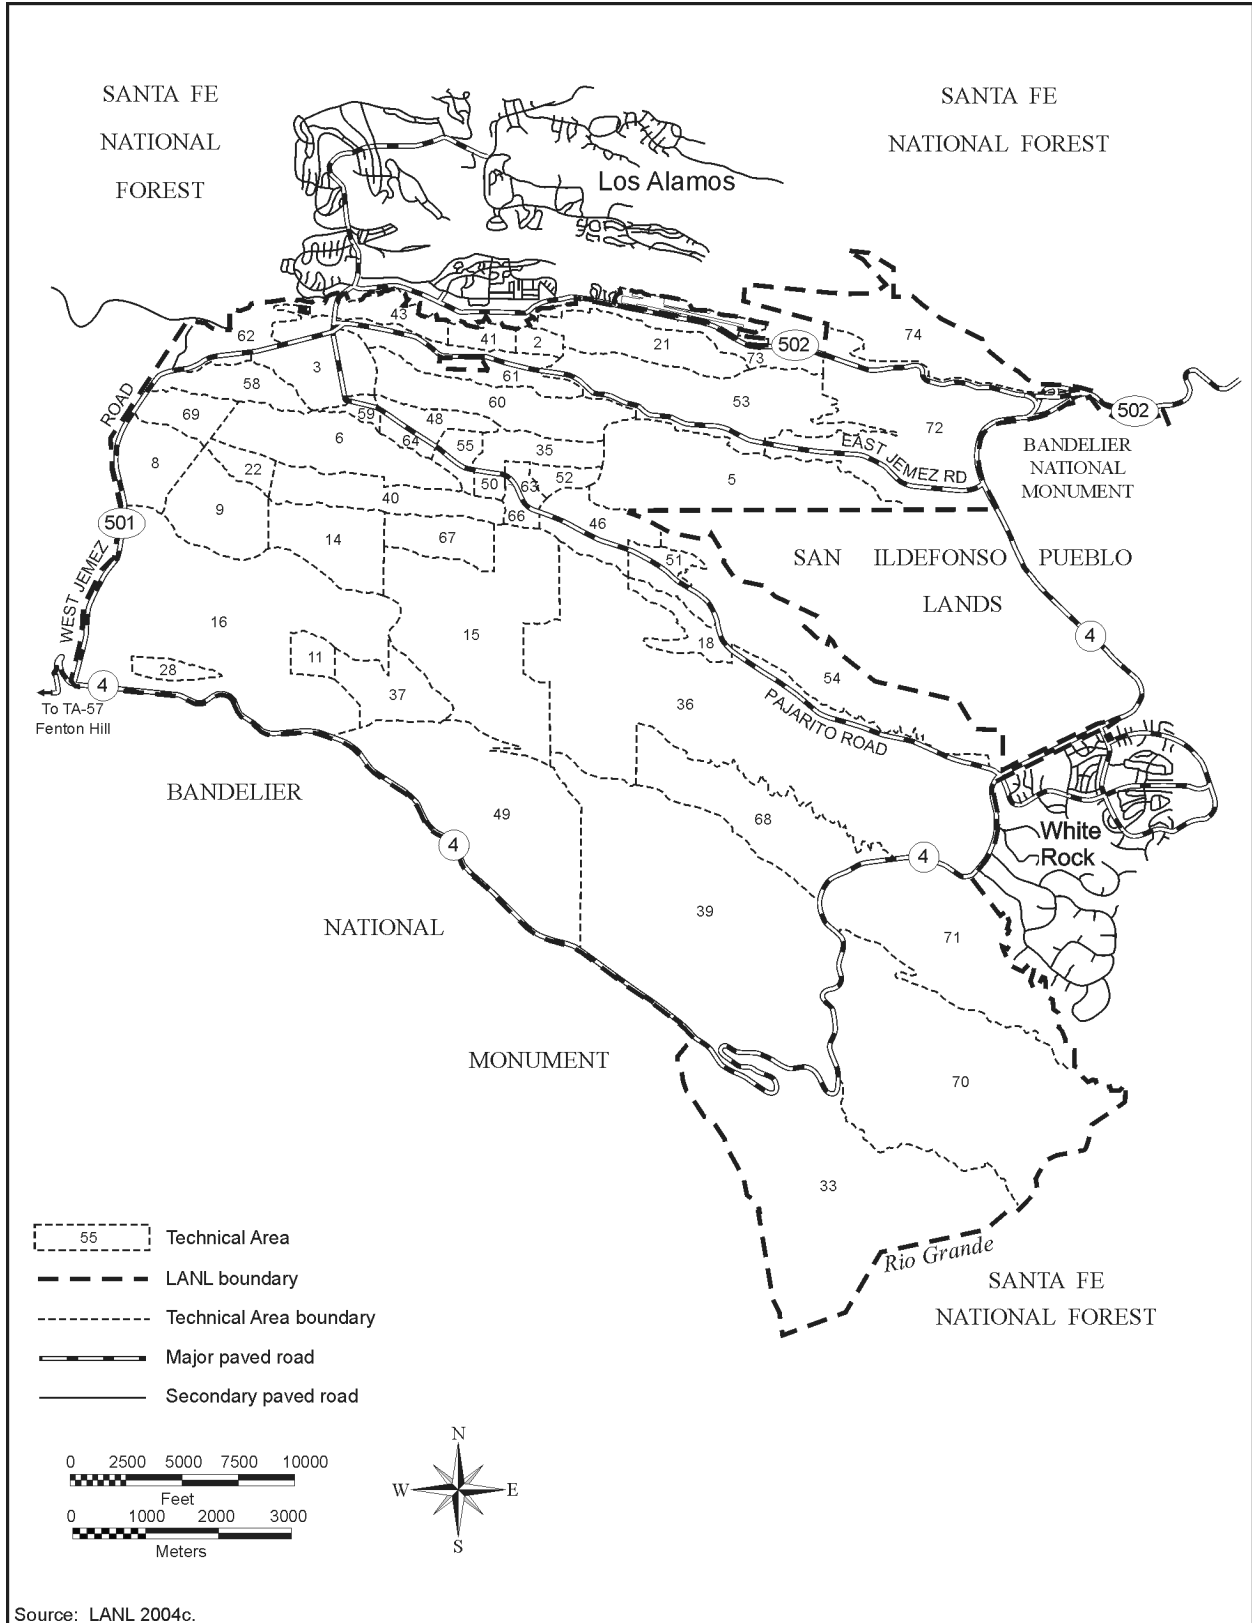 SANTA FE
NATIONAL
FOREST
SANTA FE
NATIONAL FOREST
Los Alamos
74
43
62
41
2
21
73
502
3
61
58
53
60
502
69
59
48
72
6
64
55
35
EAST JEMEZ RD
BANDELIER
NATIONAL
MONUMENT
ROAD
8
22
52
5
50
63
40
9
66
46
501
14
67
51
SAN ILDEFONSO PUEBLO
LANDS
WEST JEMEZ
16
15
18
4
11
28
54
4
37
36
PAJARITO ROAD
To TA-57
Fenton Hill
BANDELIER
49
68
White
Rock
4
4
39
NATIONAL
71
MONUMENT
70
33
Rio Grande
SANTA FE
NATIONAL FOREST
55 Technical Area
LANL boundary
Technical Area boundary
Major paved road
Secondary paved road
0 2500 5000 7500 10000
Feet
0 1000 2000 3000
Meters
N
W E
S
Source: LANL 2004c.